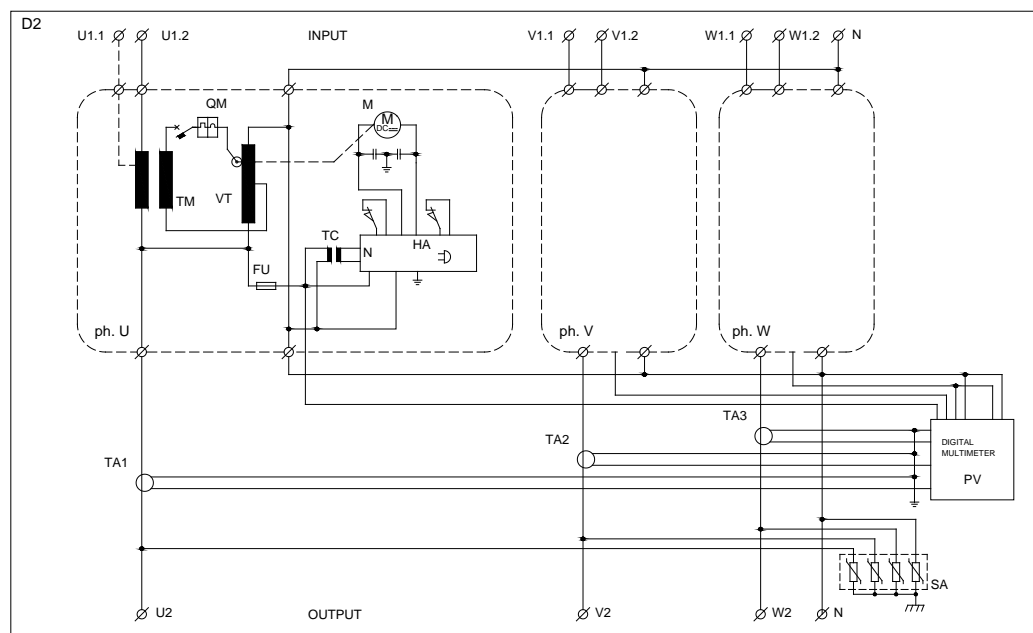 D2
U1.1 U1.2 INPUT V1.1 V1.2 W1.1 W1.2 N
QM M
M
DC
TM VT
TC N HA
FU
ph. U ph. V ph. W
TA3
TA2
TA1
DIGITAL
MULTIMETER
PV
SA
U2 OUTPUT V2 W2 N